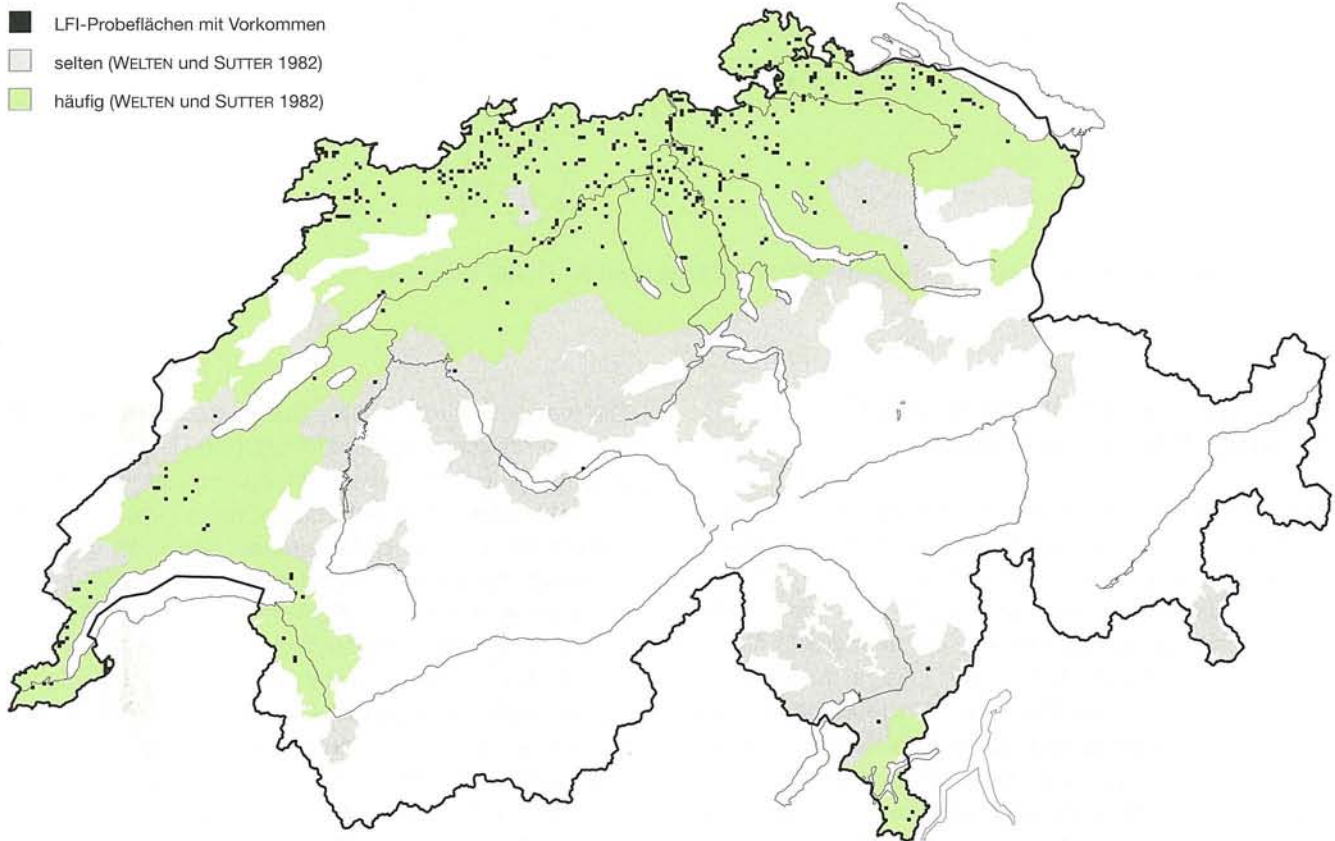 LFI-Probeflächen mit Vorkommen
selten (WELTEN und SUTTER 1982)
häufig (WELTEN und SUTTER 1982)